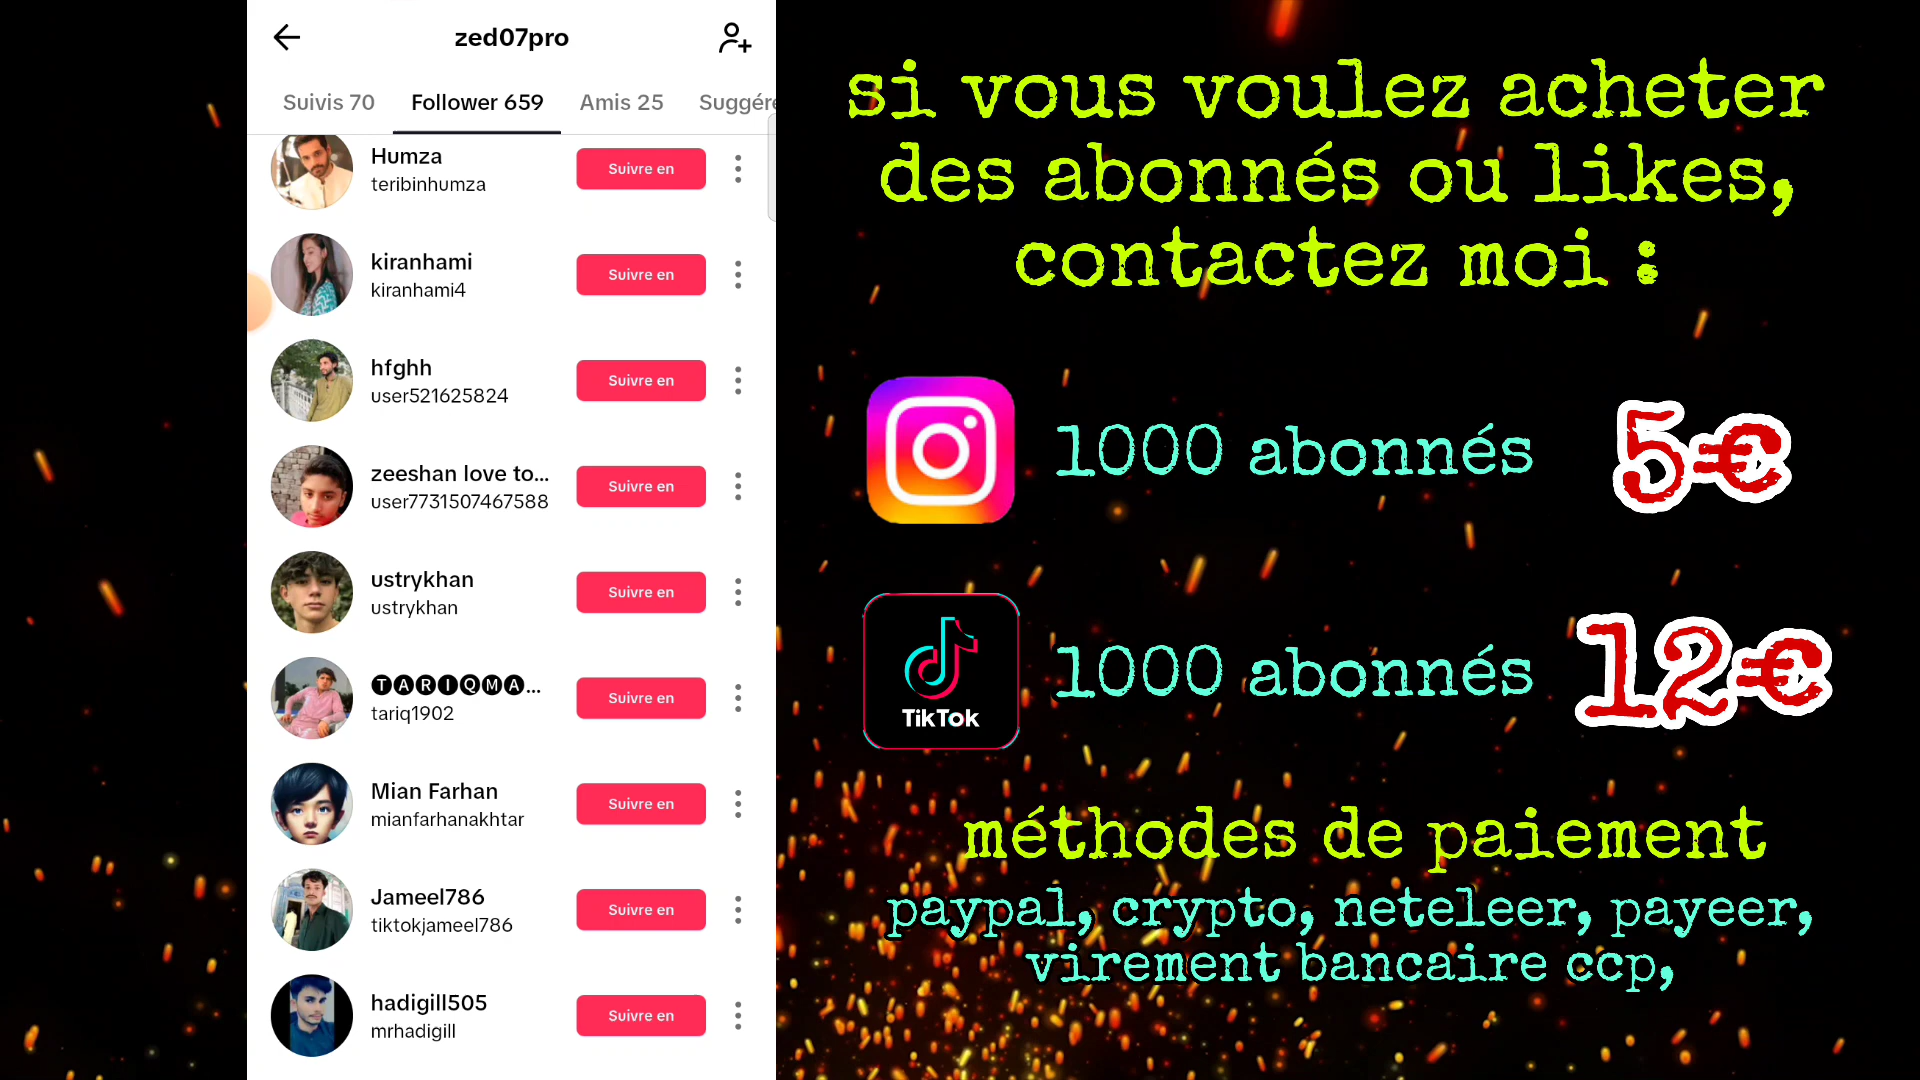 zed07pro
Suivis 70
Follower 659
Amis 25
Suggére
Humza
teribinhumza
Suivre en
kiranhami
kiranhami4
Suivre en
hfghh
user521625824
Suivre en
zeeshan love to...
user7731507467588
Suivre en
ustrykhan
ustrykhan
Suivre en
🅣🅐🅡🅘🅠🅜🅐...
tariq1902
Suivre en
Mian Farhan
mianfarhanakhtar
Suivre en
Jameel786
tiktokjameel786
Suivre en
hadigill505
mrhadigill
Suivre en
si vous voulez acheter
des abonnés ou likes,
contactez moi :
1000 abonnés
5€
TikTok
1000 abonnés
12€
méthodes de paiement
paypal, crypto, neteleer, payeer,
virement bancaire ccp,